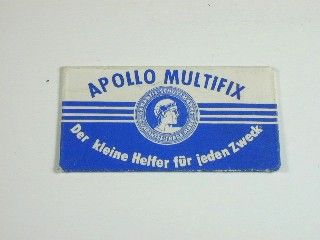 APOLLO MULTIFIX
Der kleine Helfer für jeden Zweck